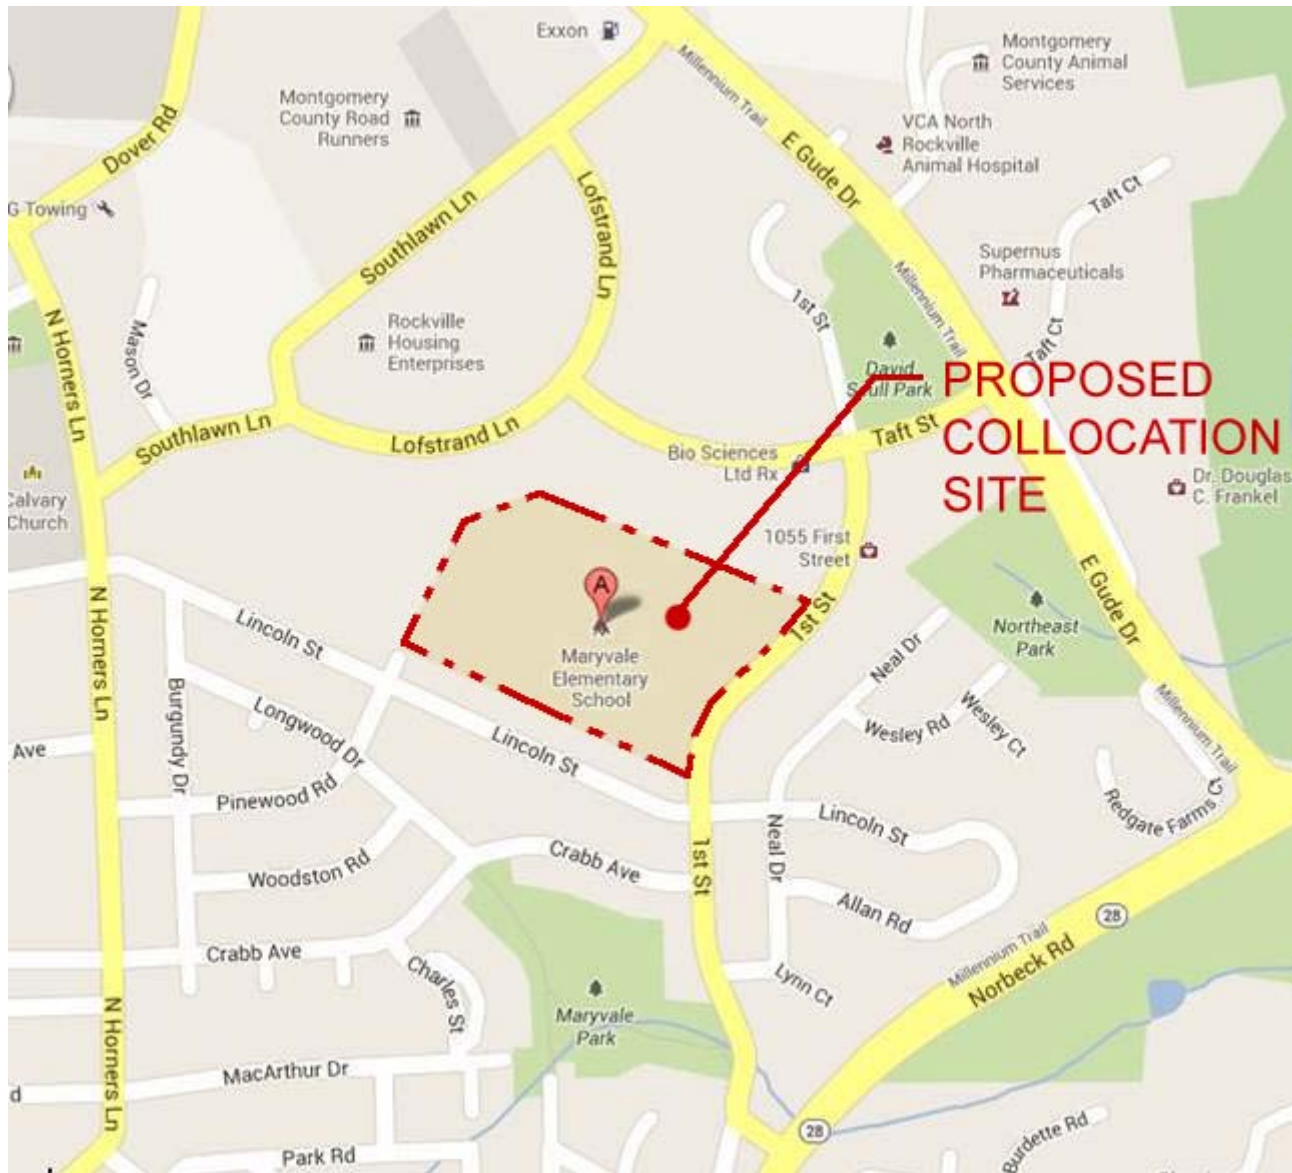 Exxon
Montgomery
County Animal
Services
Millennium Trail
Montgomery
County Road
Runners
Dover Rd
VCA North
Rockville
Animal Hospital
E Gude Dr
G Towing
Southlawn Ln
Lofstrand Ln
Taft Ct
Supernus
Pharmaceuticals
Millennium Trail
1st St
N Horners Ln
Mason Dr
Rockville
Housing
Enterprises
Taft Ct
David
Scull Park
PROPOSED
COLLOCATION
SITE
Southlawn Ln
Lofstrand Ln
Taft St
Bio Sciences
Ltd Rx
Calvary
Church
Dr. Douglas
C. Frankel
1055 First
Street
E Gude Dr
N Horners Ln
Lincoln St
A
Maryvale
Elementary
School
1st St
Neal Dr
Northeast
Park
Burgundy Dr
Longwood Dr
Wesley Rd
Wesley Ct
Millennium Trail
Ave
Lincoln St
Pinewood Rd
Redgate Farms Ct
Neal Dr
Lincoln St
1st St
Crabb Ave
Woodston Rd
Allan Rd
28
Crabb Ave
Millennium Trail
Norbeck Rd
Charles St
Lynn Ct
N Horners Ln
Maryvale
Park
MacArthur Dr
d
28
Burdette Rd
Park Rd